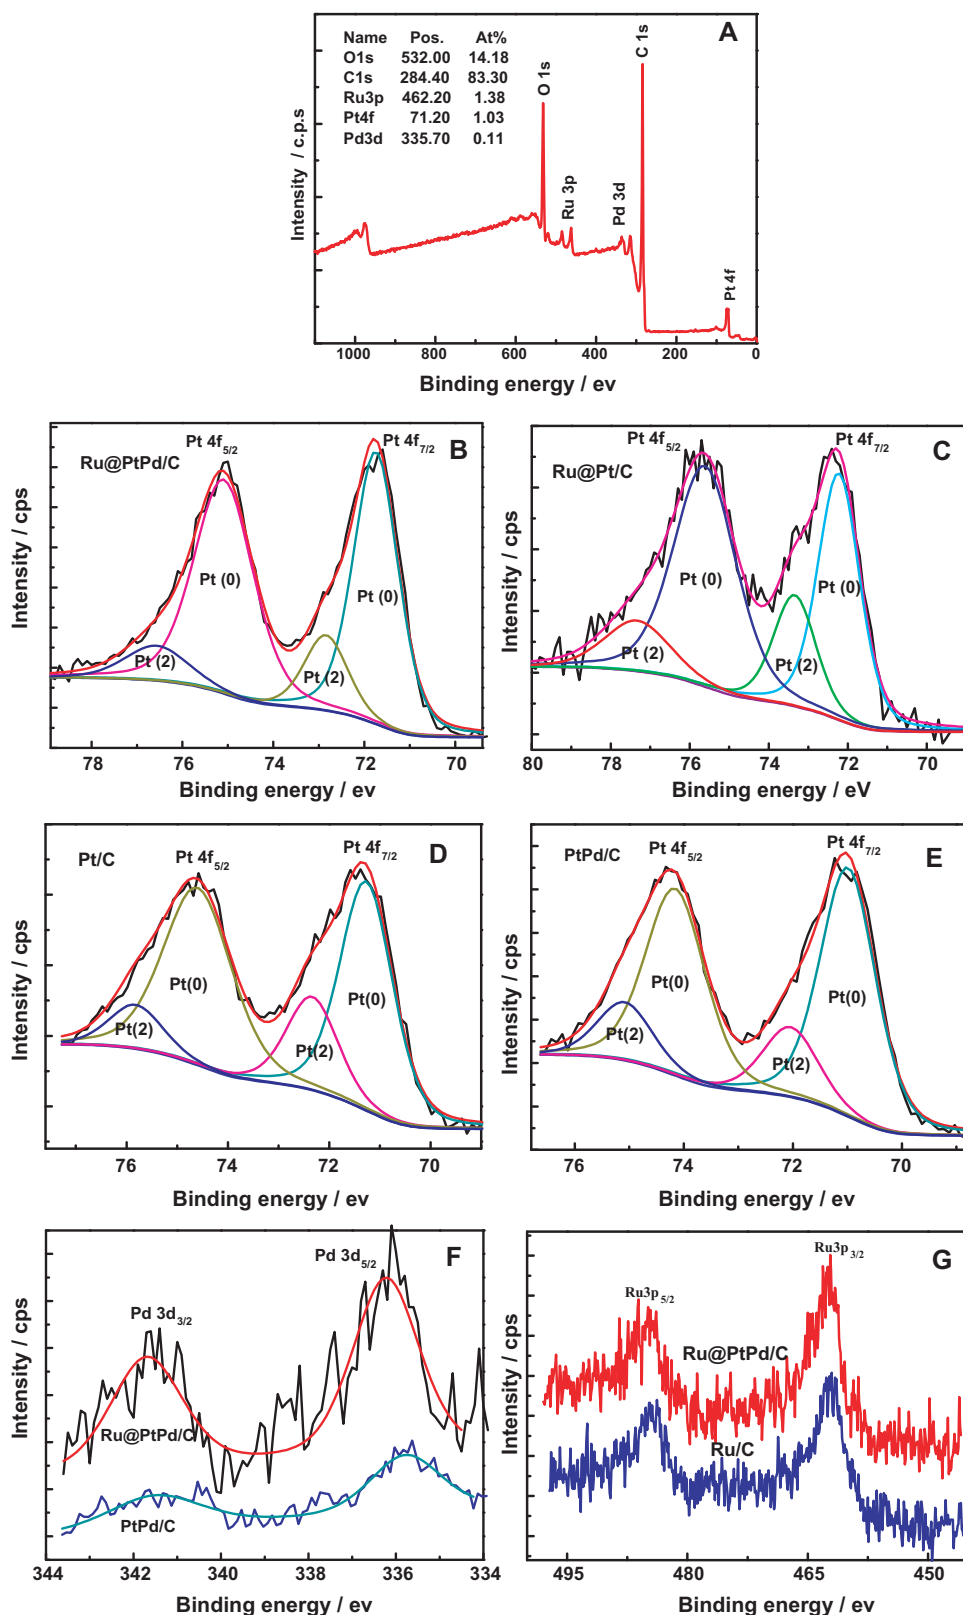 A
Name Pos. At%
O1s 532.00 14.18
C1s 284.40 83.30
Ru3p 462.20 1.38
Pt4f 71.20 1.03
Pd3d 335.70 0.11
O 1s
C 1s
Ru 3p
Pd 3d
Pt 4f
Intensity / c.p.s
1000 800 600 400 200 0
Binding energy / ev
B
Ru@PtPd/C
Pt 4f5/2
Pt 4f7/2
Pt (0)
Pt (0)
Pt (2)
Pt (2)
Intensity / cps
78 76 74 72 70
Binding energy / ev
C
Ru@Pt/C
Pt 4f5/2
Pt 4f7/2
Pt (0)
Pt (0)
Pt (2)
Pt (2)
Intensity / cps
80 78 76 74 72 70
Binding energy / eV
D
Pt/C
Pt 4f5/2
Pt 4f7/2
Pt(0)
Pt(0)
Pt(2)
Pt(2)
Intensity / cps
76 74 72 70
Binding energy / ev
E
PtPd/C
Pt 4f5/2
Pt 4f7/2
Pt(0)
Pt(0)
Pt(2)
Pt(2)
Intensity / cps
76 74 72 70
Binding energy / ev
F
Pd 3d5/2
Pd 3d3/2
Ru@PtPd/C
PtPd/C
Intensity / cps
344 342 340 338 336 334
Binding energy / ev
G
Ru3p3/2
Ru3p5/2
Ru@PtPd/C
Ru/C
Intensity / cps
495 480 465 450
Binding energy / ev